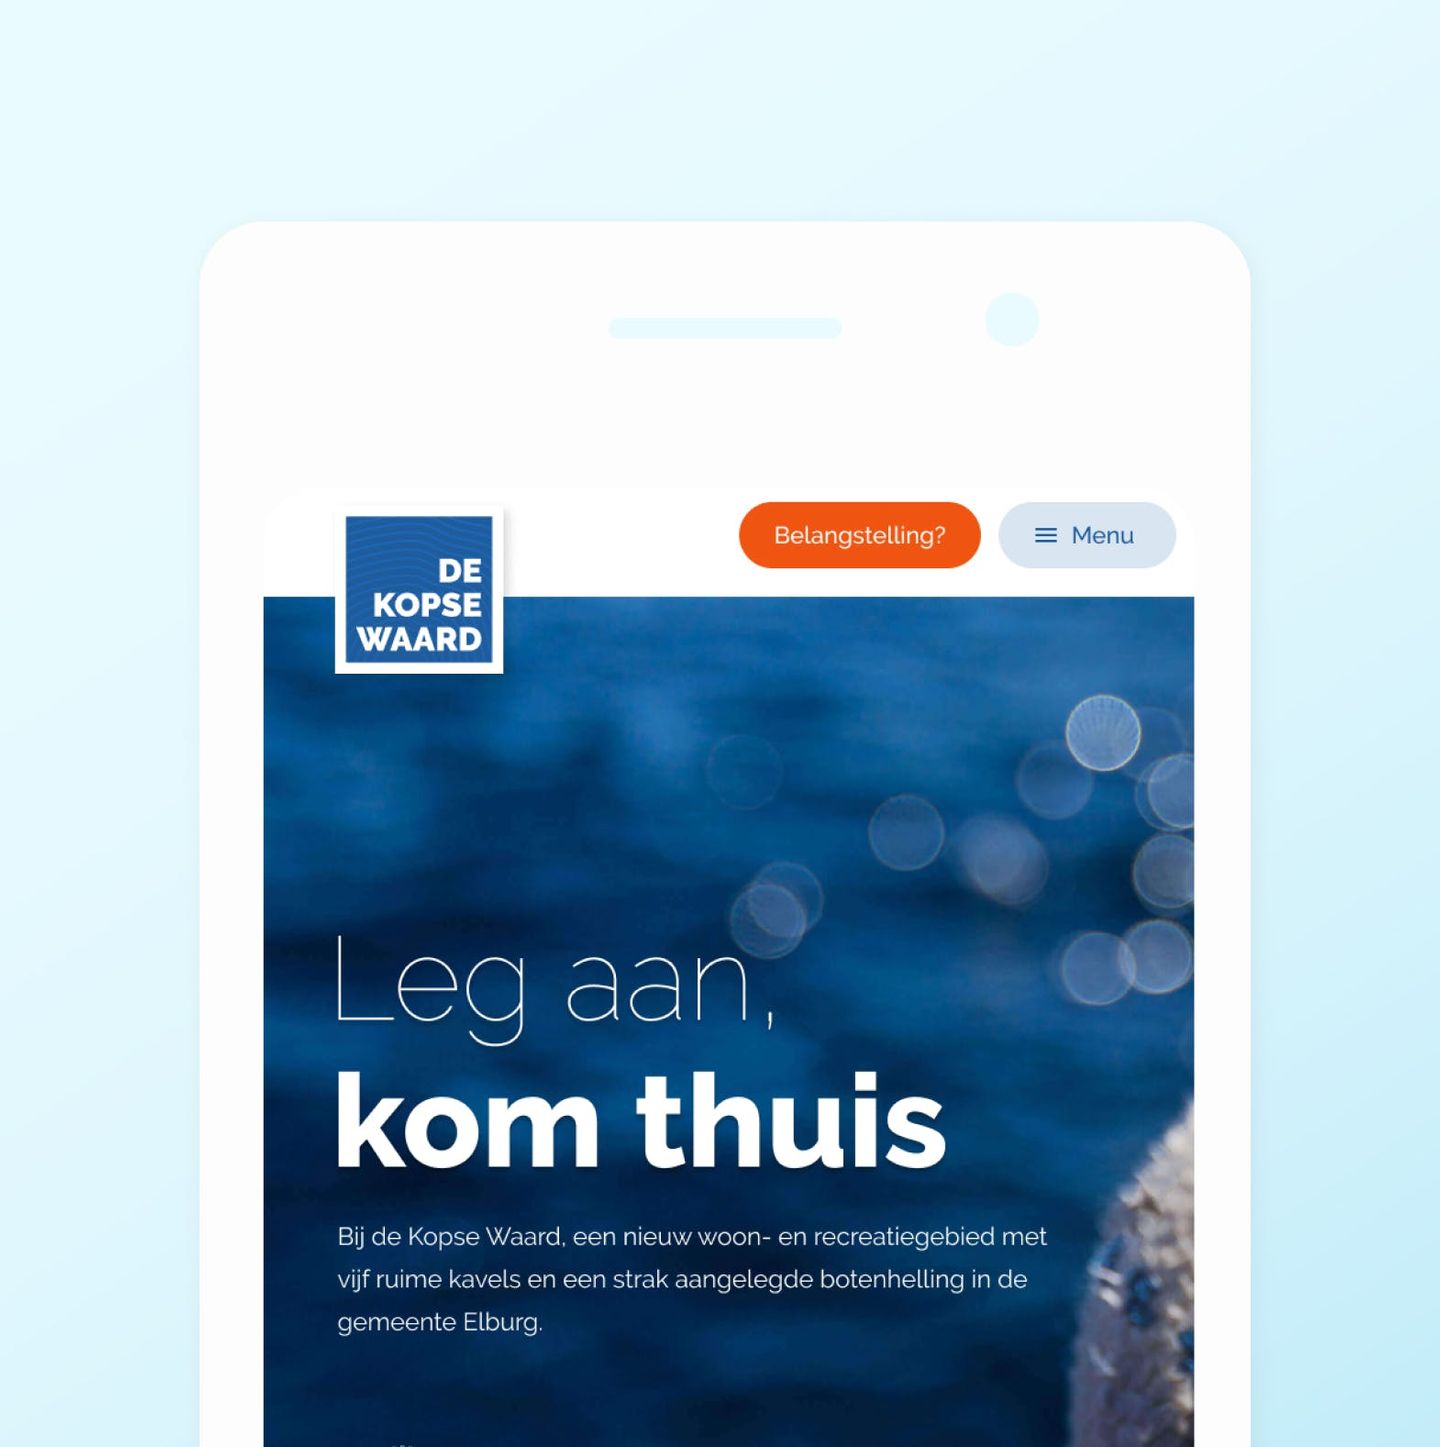 DE
KOPSE
WAARD
Belangstelling?
Menu
Leg aan,
kom thuis
Bij de Kopse Waard, een nieuw woon- en recreatiegebied met
vijf ruime kavels en een strak aangelegde botenhelling in de
gemeente Elburg.